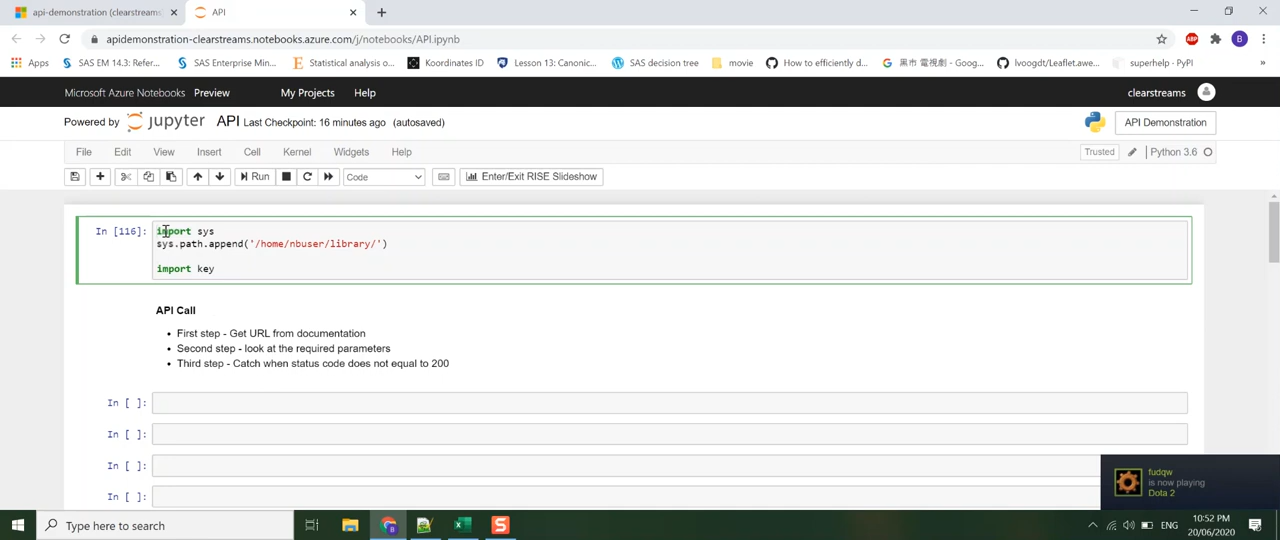 api-demonstration (clearstreams)
API
apidemonstration-clearstreams.notebooks.azure.com/j/notebooks/API.ipynb
ABP
B
Apps
SAS EM 14.3: Refer...
SAS Enterprise Min...
Statistical analysis o...
Koordinates ID
Lesson 13: Canonic...
SAS decision tree
movie
How to efficiently d...
黑市 電視劇 - Goog...
lvoogdt/Leaflet.awe...
superhelp · PyPI
»
Microsoft Azure Notebooks Preview My Projects Help clearstreams
Powered by jupyter API Last Checkpoint: 16 minutes ago (autosaved) API Demonstration
File Edit View Insert Cell Kernel Widgets Help Trusted Python 3.6
Run Code Enter/Exit RISE Slideshow
In [116]: import sys
sys.path.append('/home/nbuser/library/')
import key
API Call
• First step - Get URL from documentation
• Second step - look at the required parameters
• Third step - Catch when status code does not equal to 200
In [ ]:
In [ ]:
In [ ]:
In [ ]:
fudqw
is now playing
Dota 2
Type here to search
B
S
ENG
10:52 PM
20/06/2020